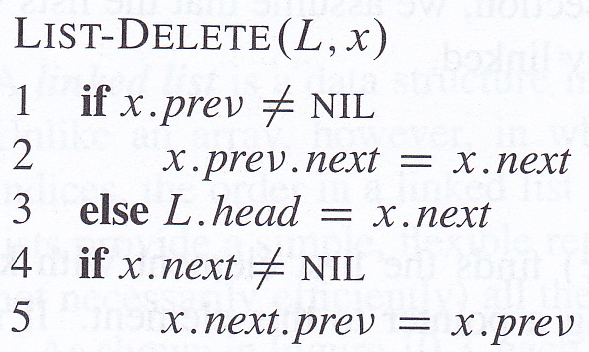 LIST-DELETE(L, x)
1 if x.prev ≠ NIL
2 x.prev.next = x.next
3 else L.head = x.next
4 if x.next ≠ NIL
5 x.next.prev = x.prev